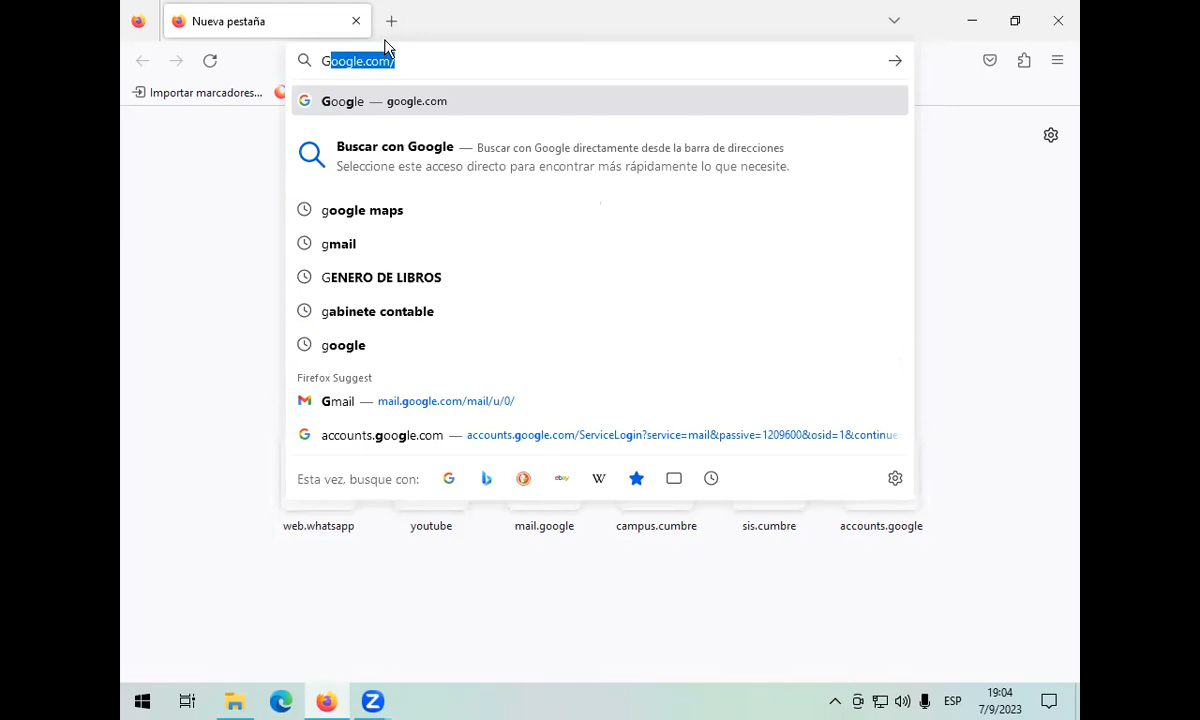 Nueva pestaña
Google.com/
Importar marcadores...
Google — google.com
Buscar con Google — Buscar con Google directamente desde la barra de direcciones
Seleccione este acceso directo para encontrar más rápidamente lo que necesite.
google maps
gmail
GENERO DE LIBROS
gabinete contable
google
Firefox Suggest
Gmail — mail.google.com/mail/u/0/
accounts.google.com — accounts.google.com/ServiceLogin?service=mail&passive=1209600&osid=1&continue
Esta vez, busque con:
ebay
W
web.whatsapp
youtube
mail.google
campus.cumbre
sis.cumbre
accounts.google
ESP
19:04
7/9/2023